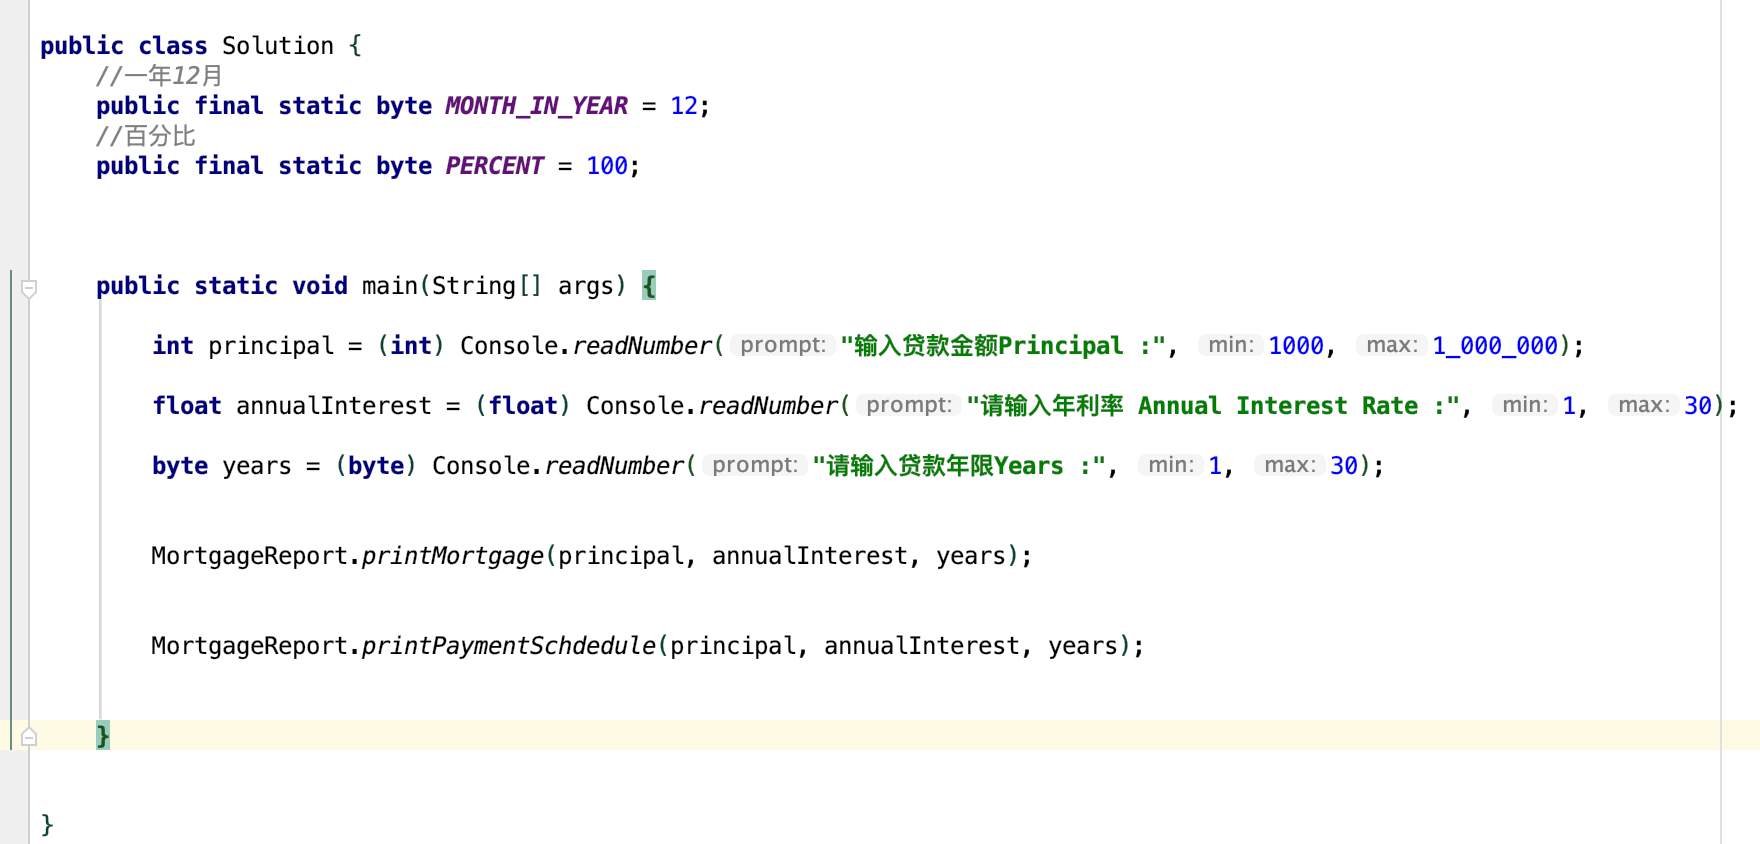 public class Solution {
//一年12月
public final static byte MONTH_IN_YEAR = 12;
//百分比
public final static byte PERCENT = 100;
public static void main(String[] args) {
int principal = (int) Console.readNumber( prompt: "输入贷款金额Principal :", min: 1000, max: 1_000_000);
float annualInterest = (float) Console.readNumber( prompt: "请输入年利率 Annual Interest Rate :", min: 1, max: 30);
byte years = (byte) Console.readNumber( prompt: "请输入贷款年限Years :", min: 1, max: 30);
MortgageReport.printMortgage(principal, annualInterest, years);
MortgageReport.printPaymentSchdedule(principal, annualInterest, years);
}
}